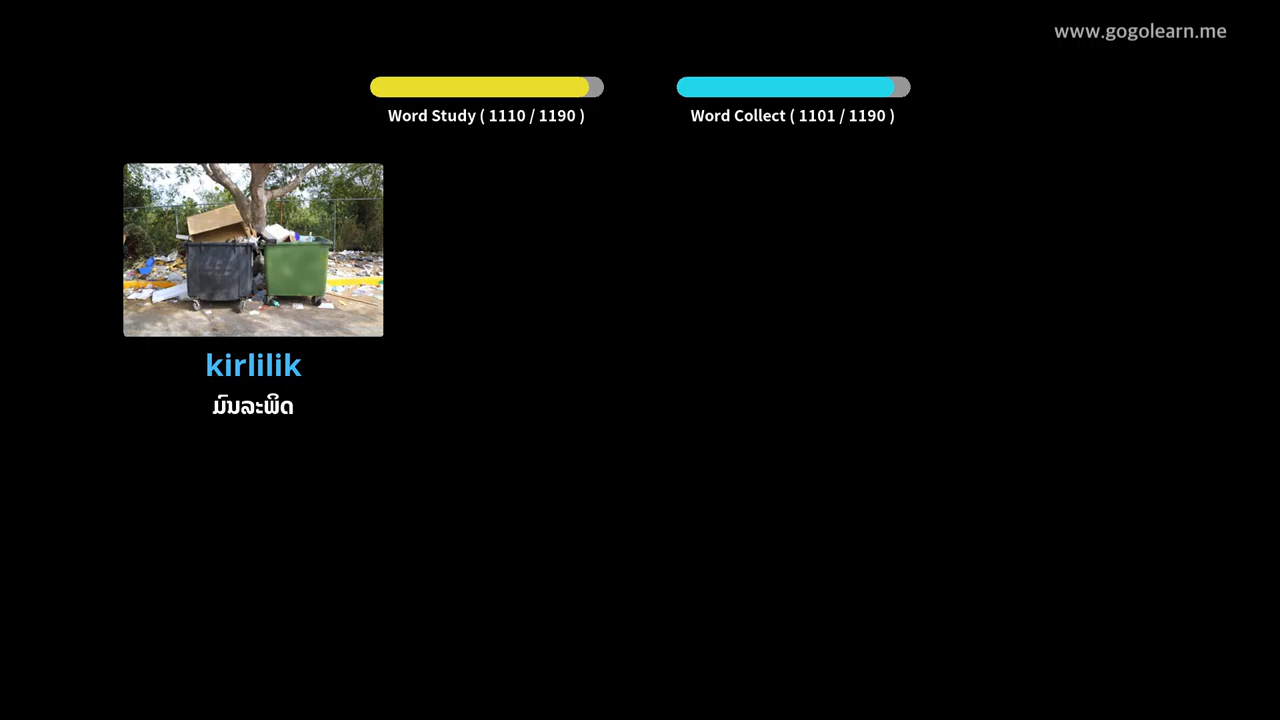 www.gogolearn.me
Word Study ( 1110 / 1190 )
Word Collect ( 1101 / 1190 )
kirlilik
ມົນລະພິດ